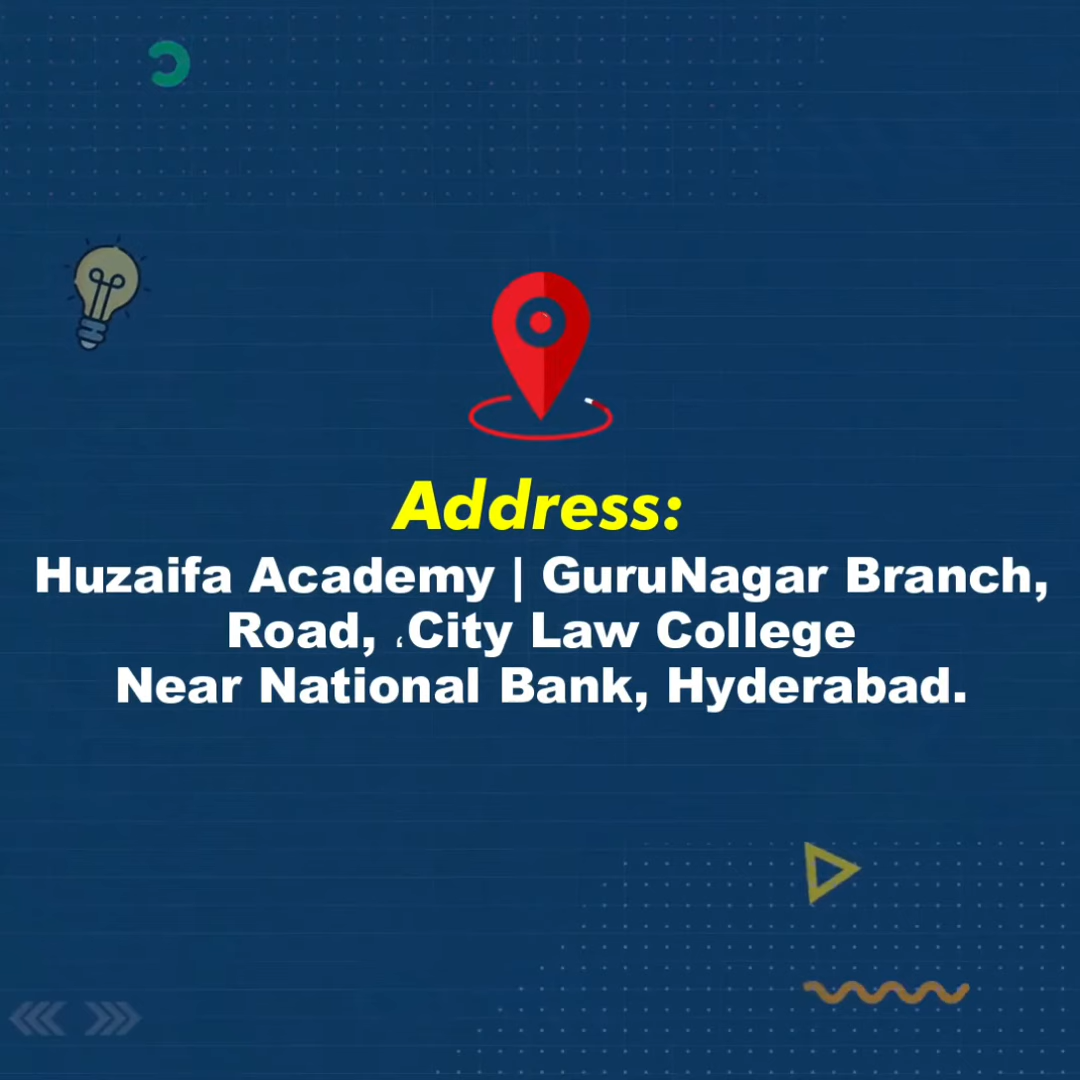 Address:
Huzaifa Academy | GuruNagar Branch,
Road, ،City Law College
Near National Bank, Hyderabad.